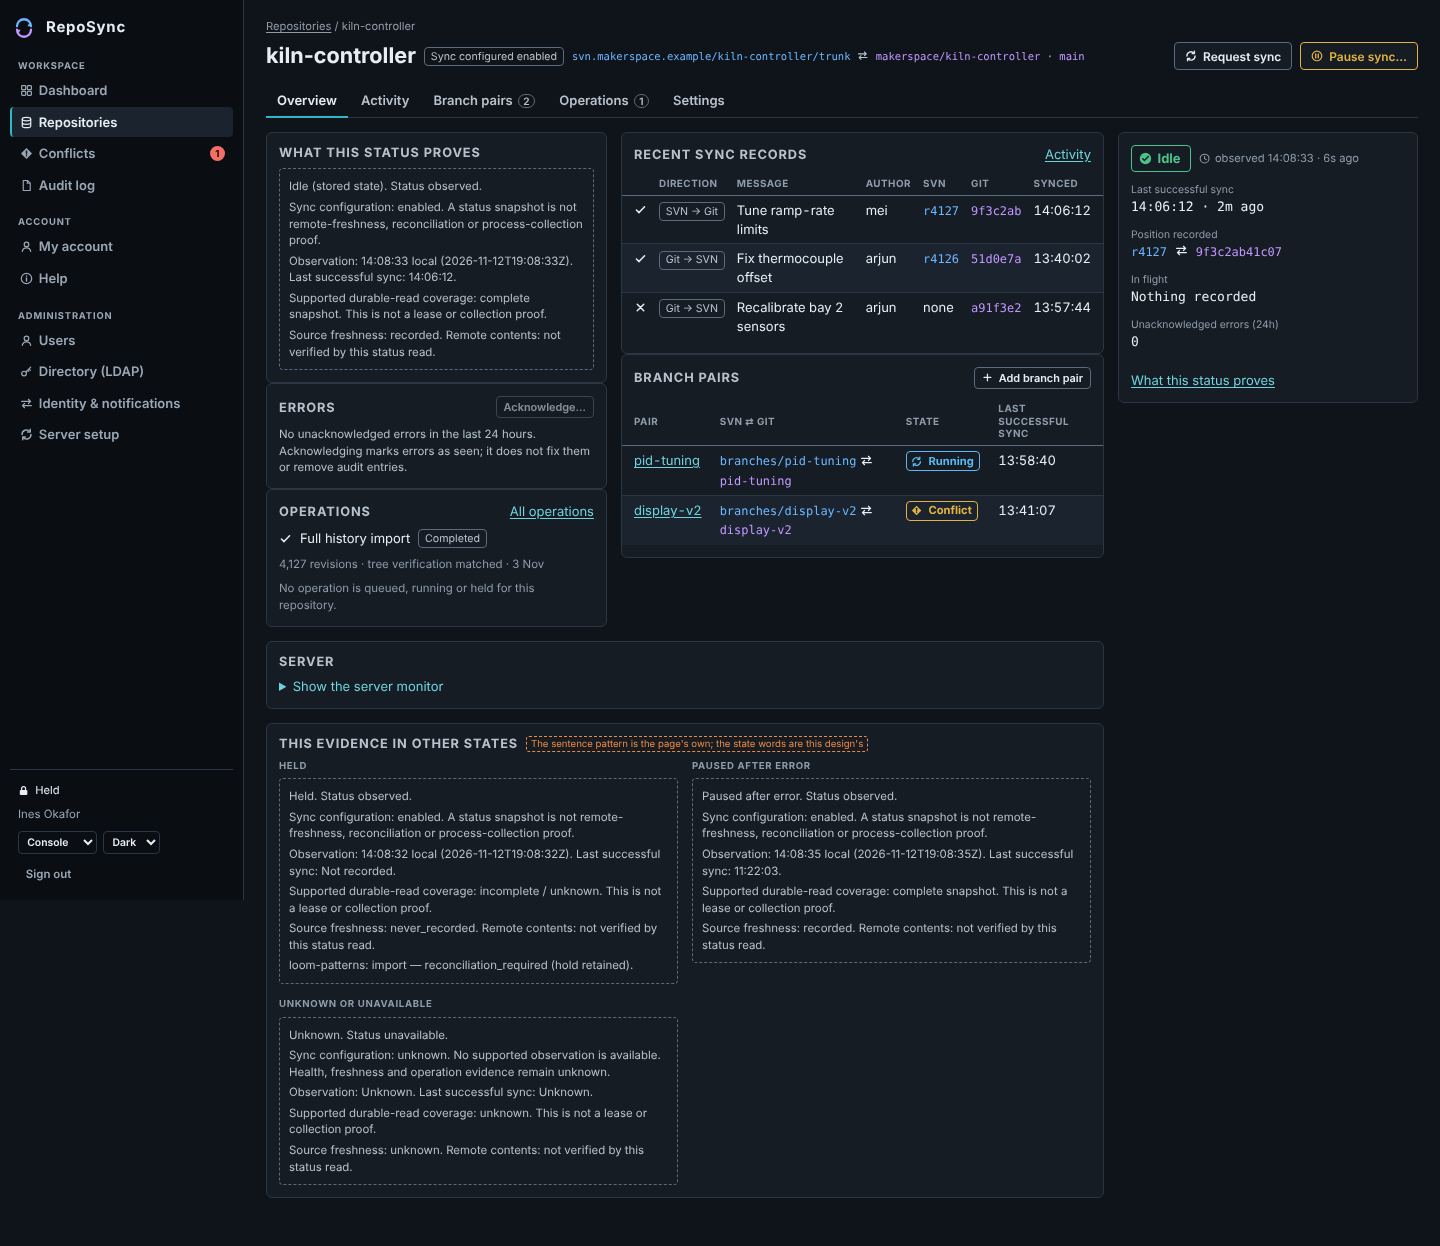 RepoSync
WORKSPACE
Dashboard
Repositories
Conflicts 1
Audit log
ACCOUNT
My account
Help
ADMINISTRATION
Users
Directory (LDAP)
Identity & notifications
Server setup
Held
Ines Okafor
Console Dark
Sign out
Repositories / kiln-controller
kiln-controller Sync configured enabled svn.makerspace.example/kiln-controller/trunk ⇄ makerspace/kiln-controller · main
Request sync Pause sync...
Overview Activity Branch pairs 2 Operations 1 Settings
WHAT THIS STATUS PROVES
Idle (stored state). Status observed.
Sync configuration: enabled. A status snapshot is not
remote-freshness, reconciliation or process-collection
proof.
Observation: 14:08:33 local (2026-11-12T19:08:33Z).
Last successful sync: 14:06:12.
Supported durable-read coverage: complete
snapshot. This is not a lease or collection proof.
Source freshness: recorded. Remote contents: not
verified by this status read.
ERRORS Acknowledge...
No unacknowledged errors in the last 24 hours.
Acknowledging marks errors as seen; it does not fix them
or remove audit entries.
OPERATIONS All operations
Full history import Completed
4,127 revisions · tree verification matched · 3 Nov
No operation is queued, running or held for this
repository.
RECENT SYNC RECORDS Activity
DIRECTION MESSAGE AUTHOR SVN GIT SYNCED
✓ SVN → Git Tune ramp-rate mei r4127 9f3c2ab 14:06:12
limits
✓ Git → SVN Fix thermocouple arjun r4126 51d0e7a 13:40:02
offset
✕ Git → SVN Recalibrate bay 2 arjun none a91f3e2 13:57:44
sensors
BRANCH PAIRS + Add branch pair
PAIR SVN ⇄ GIT STATE LAST
SUCCESSFUL
SYNC
pid-tuning branches/pid-tuning ⇄ Running 13:58:40
pid-tuning
display-v2 branches/display-v2 ⇄ Conflict 13:41:07
display-v2
Idle observed 14:08:33 · 6s ago
Last successful sync
14:06:12 · 2m ago
Position recorded
r4127 ⇄ 9f3c2ab41c07
In flight
Nothing recorded
Unacknowledged errors (24h)
0
What this status proves
SERVER
▶ Show the server monitor
THIS EVIDENCE IN OTHER STATES The sentence pattern is the page's own; the state words are this design's
HELD
Held. Status observed.
Sync configuration: enabled. A status snapshot is not remote-
freshness, reconciliation or process-collection proof.
Observation: 14:08:32 local (2026-11-12T19:08:32Z). Last successful
sync: Not recorded.
Supported durable-read coverage: incomplete / unknown. This is not
a lease or collection proof.
Source freshness: never_recorded. Remote contents: not verified by
this status read.
loom-patterns: import — reconciliation_required (hold retained).
PAUSED AFTER ERROR
Paused after error. Status observed.
Sync configuration: enabled. A status snapshot is not remote-
freshness, reconciliation or process-collection proof.
Observation: 14:08:35 local (2026-11-12T19:08:35Z). Last successful
sync: 11:22:03.
Supported durable-read coverage: complete snapshot. This is not a
lease or collection proof.
Source freshness: recorded. Remote contents: not verified by this
status read.
UNKNOWN OR UNAVAILABLE
Unknown. Status unavailable.
Sync configuration: unknown. No supported observation is available.
Health, freshness and operation evidence remain unknown.
Observation: Unknown. Last successful sync: Unknown.
Supported durable-read coverage: unknown. This is not a lease or
collection proof.
Source freshness: unknown. Remote contents: not verified by this
status read.